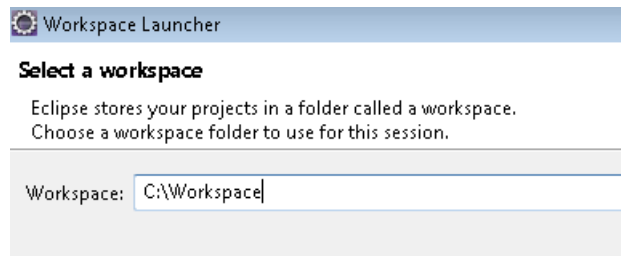 Workspace Launcher
Select a workspace
Eclipse stores your projects in a folder called a workspace.
Choose a workspace folder to use for this session.
Workspace: C:\Workspace